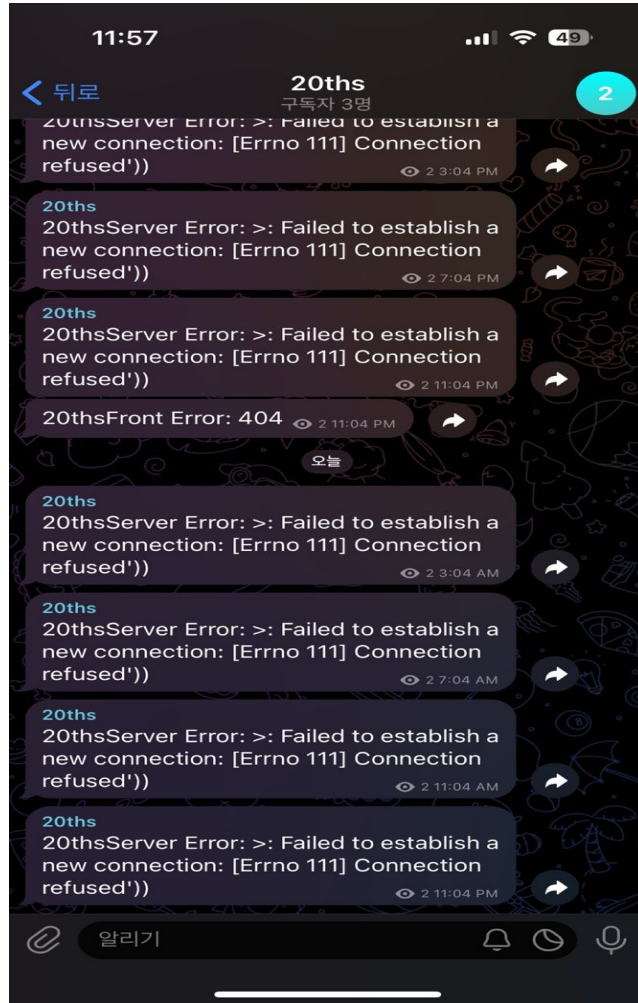 11:57
49
뒤로
20ths
구독자 3명
2
20thsServer Error: >: Failed to establish a
new connection: [Errno 111] Connection
refused'))
2 3:04 PM
20ths
20thsServer Error: >: Failed to establish a
new connection: [Errno 111] Connection
refused'))
2 7:04 PM
20ths
20thsServer Error: >: Failed to establish a
new connection: [Errno 111] Connection
refused'))
2 11:04 PM
20thsFront Error: 404 2 11:04 PM
오늘
20ths
20thsServer Error: >: Failed to establish a
new connection: [Errno 111] Connection
refused'))
2 3:04 AM
20ths
20thsServer Error: >: Failed to establish a
new connection: [Errno 111] Connection
refused'))
2 7:04 AM
20ths
20thsServer Error: >: Failed to establish a
new connection: [Errno 111] Connection
refused'))
2 11:04 AM
20ths
20thsServer Error: >: Failed to establish a
new connection: [Errno 111] Connection
refused'))
2 11:04 PM
알리기